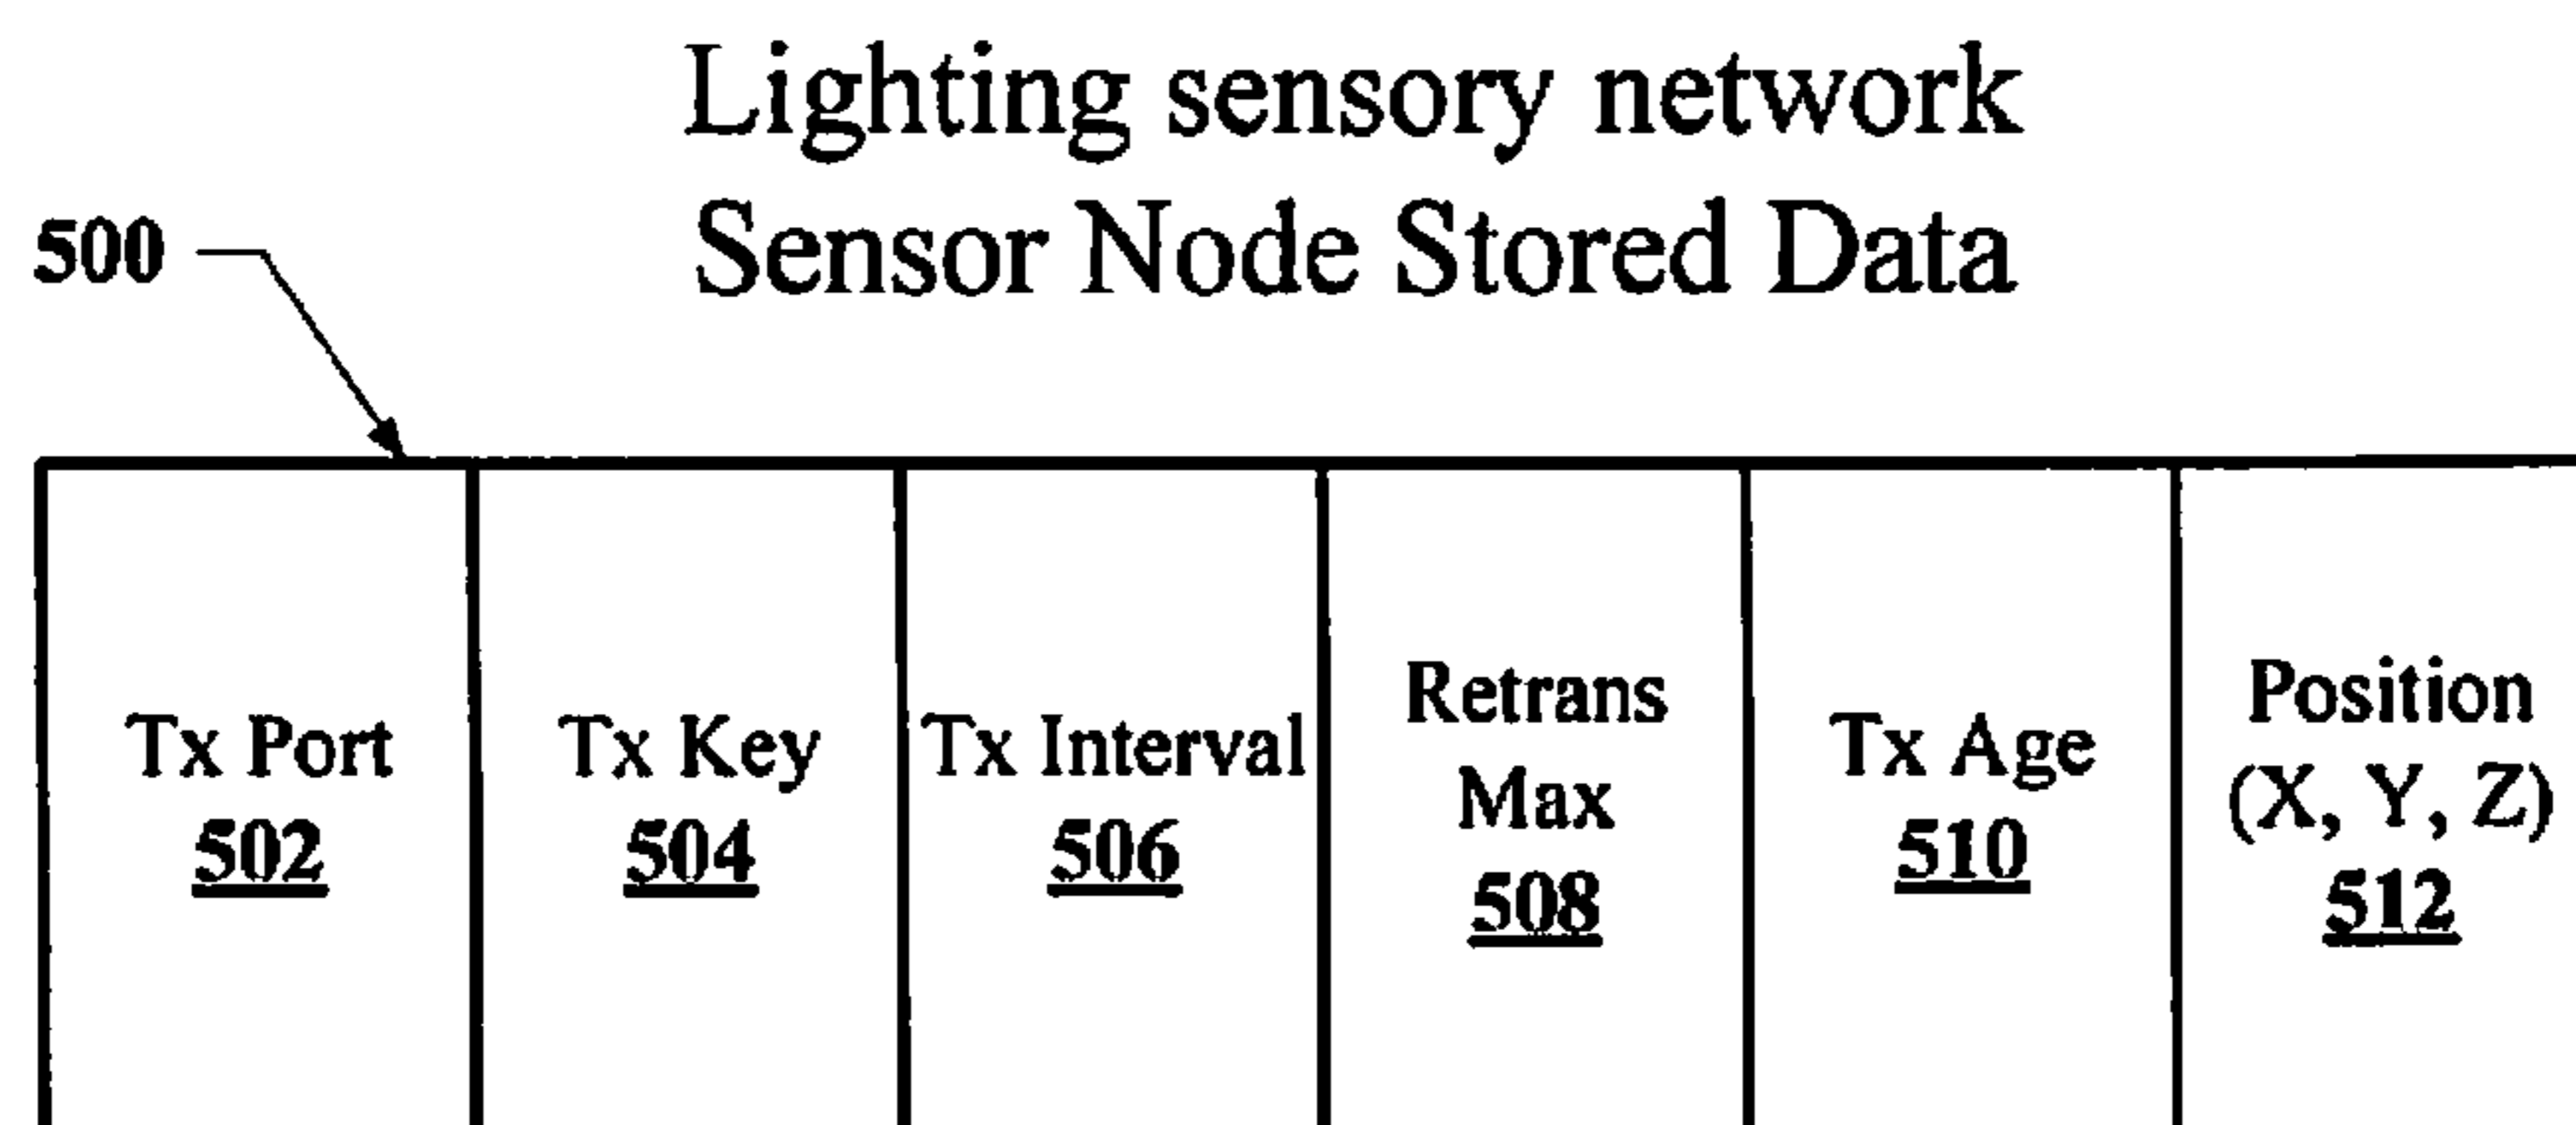 Lighting sensory network
Sensor Node Stored Data
500
Tx Port
502
Tx Key
504
Tx Interval
506
Retrans
Max
508
Tx Age
510
Position
(X, Y, Z)
512